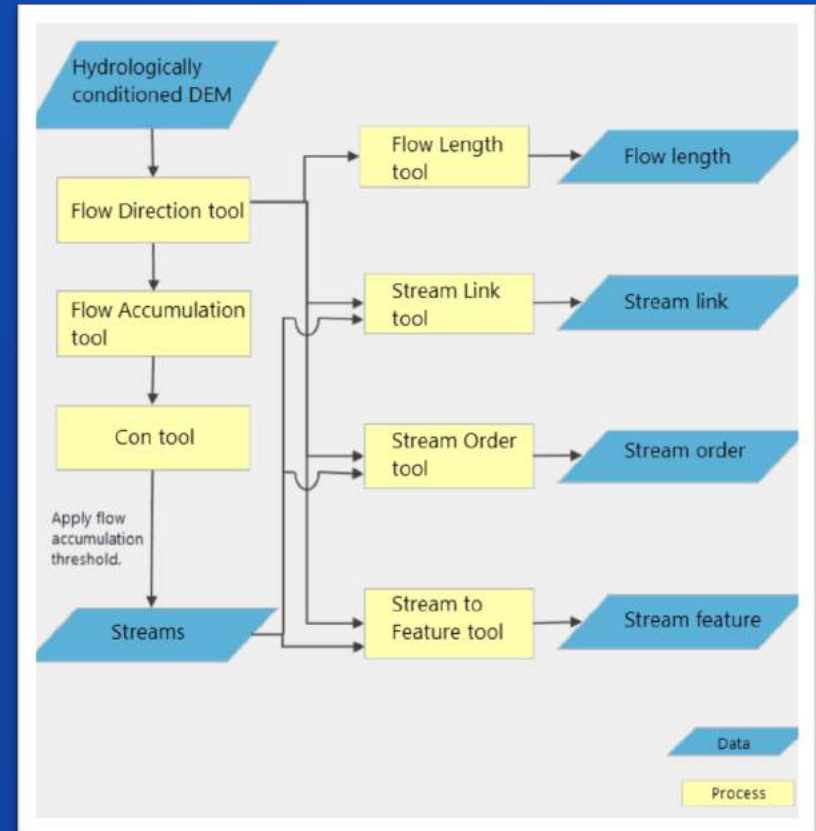 Hydrologically
conditioned DEM
Flow Direction tool
Flow Accumulation
tool
Con tool
Apply flow
accumulation
threshold.
Streams
Flow Length
tool
Flow length
Stream Link
tool
Stream link
Stream Order
tool
Stream order
Stream to
Feature tool
Stream feature
Data
Process